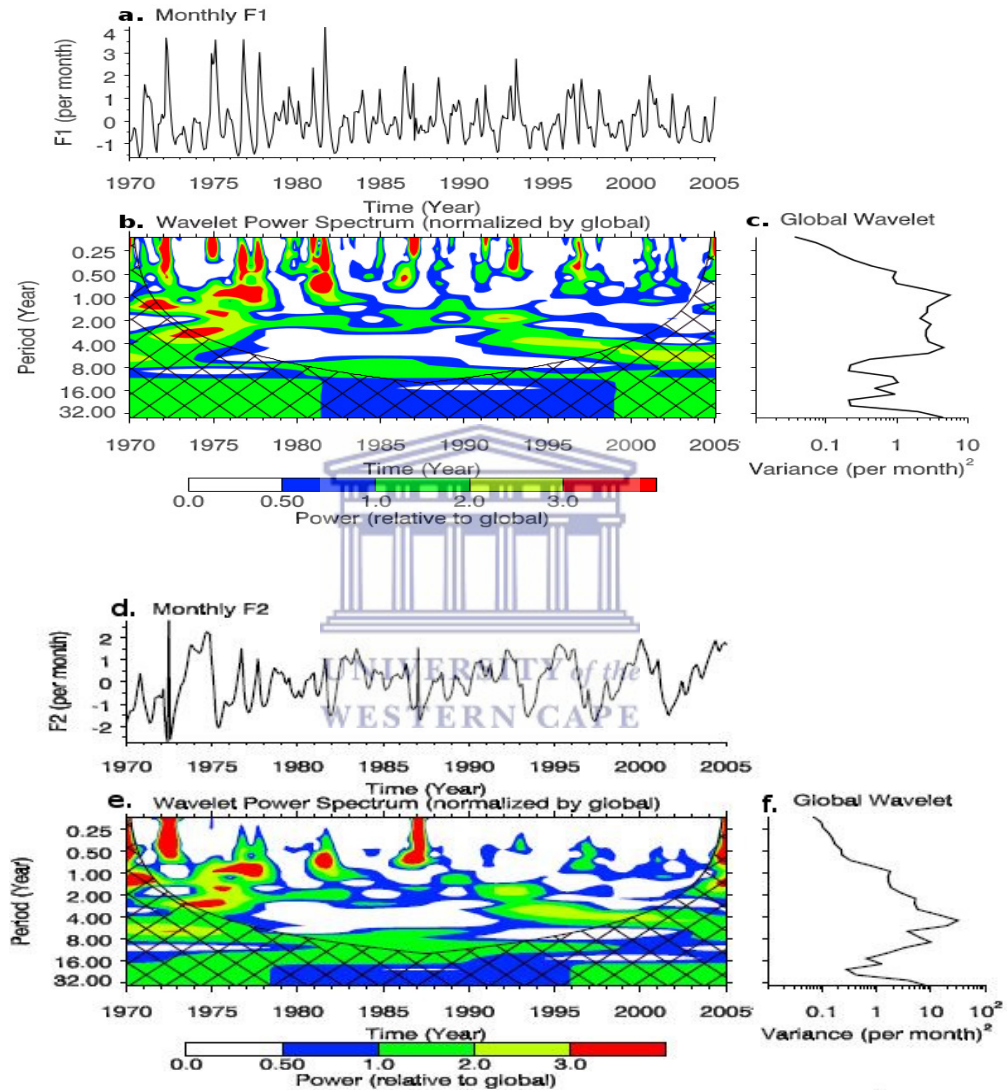 a. Monthly F1
F1 (per month)
4
3
2
1
0
-1
1970 1975 1980 1985 1990 1995 2000 2005
Time (Year)
b. Wavelet Power Spectrum (normalized by global)
c. Global Wavelet
Period (Year)
0.25
0.50
1.00
2.00
4.00
8.00
16.00
32.00
1970 1975 1980 1985 1990 1995 2000 2005
Time (Year)
0.1 1 10
Variance (per month)²
0.0 0.50 1.0 2.0 3.0
Power (relative to global)
d. Monthly F2
F2 (per month)
2
1
0
-1
-2
UNIVERSITY of the
WESTERN CAPE
1970 1975 1980 1985 1990 1995 2000 2005
Time (Year)
e. Wavelet Power Spectrum (normalized by global)
f. Global Wavelet
Period (Year)
0.25
0.50
1.00
2.00
4.00
8.00
16.00
32.00
1970 1975 1980 1985 1990 1995 2000 2005
Time (Year)
0.1 1 10 10²
Variance (per month)²
0.0 0.50 1.0 2.0 3.0
Power (relative to global)